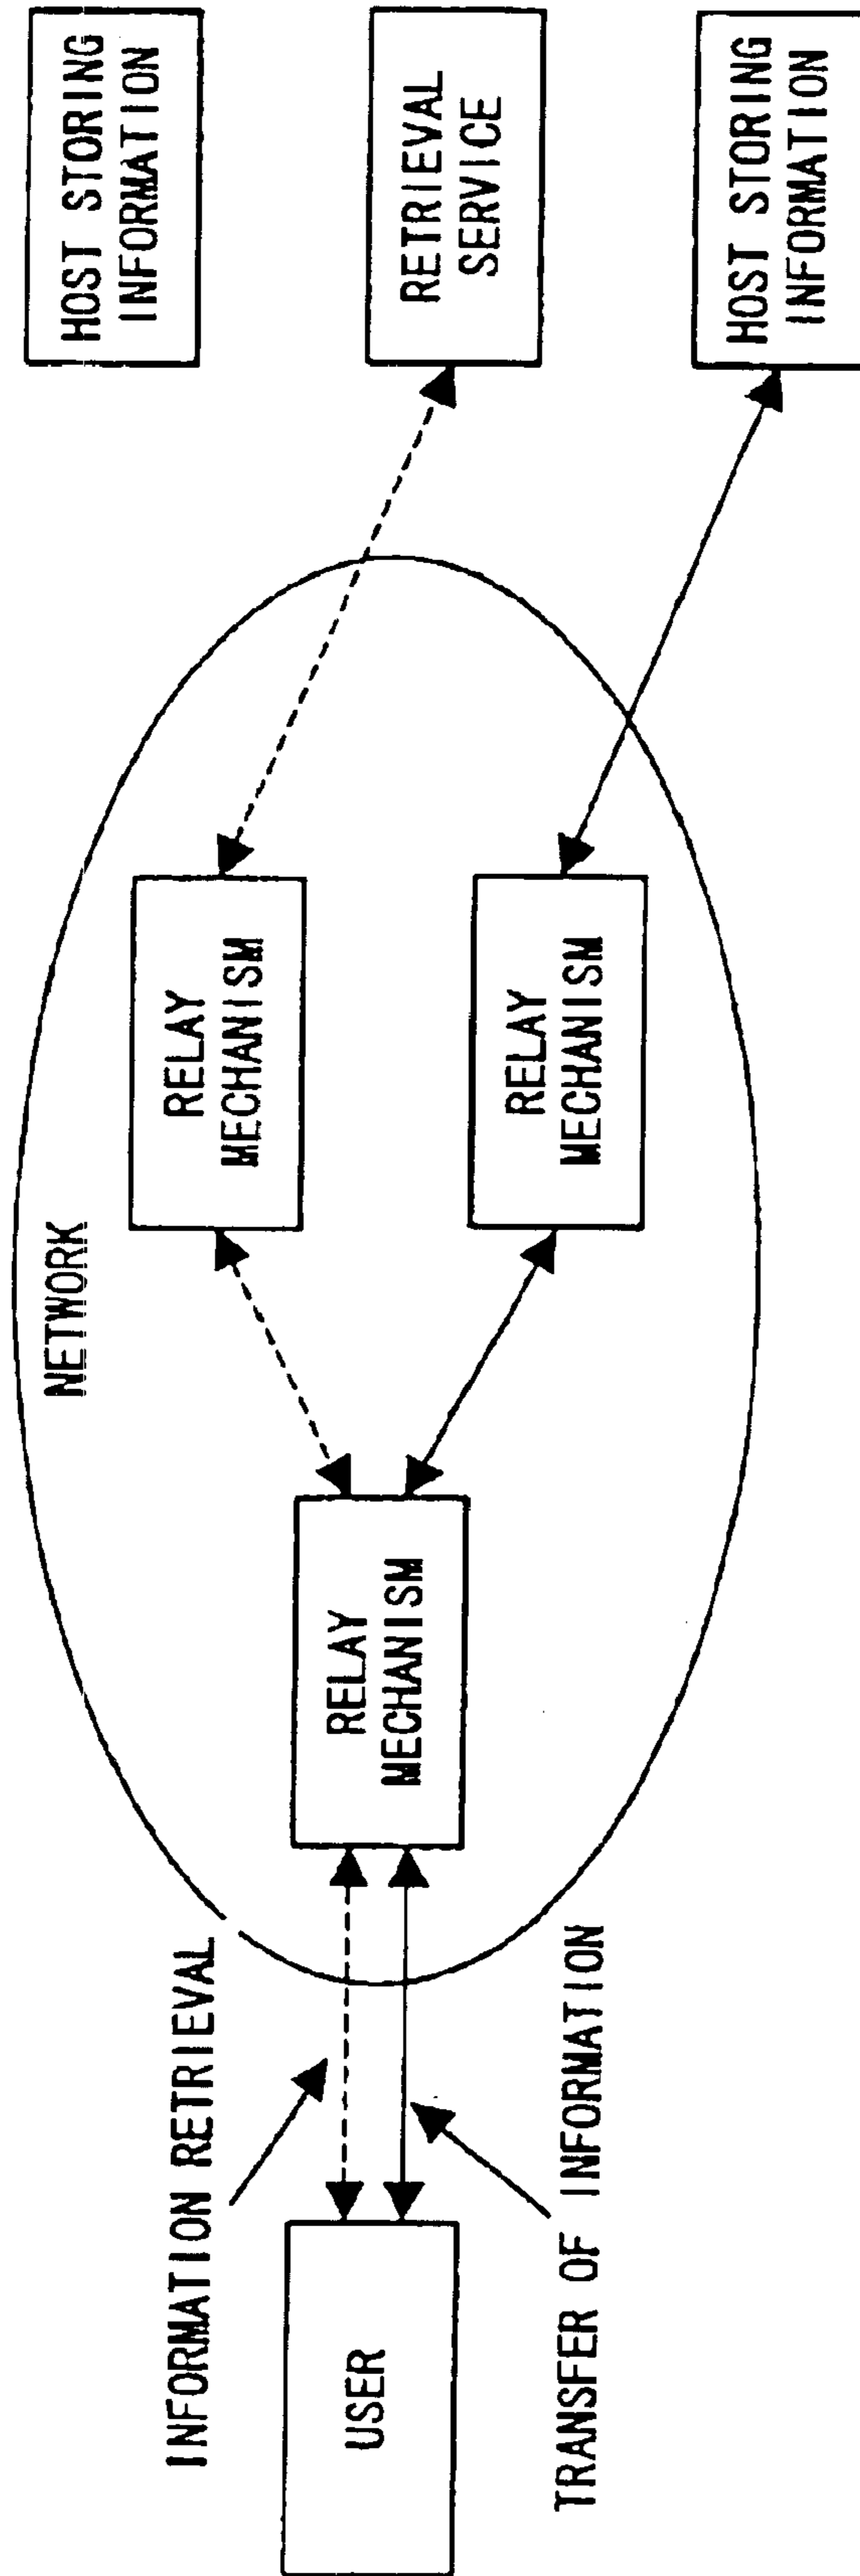 INFORMATION RETRIEVAL
USER
TRANSFER OF INFORMATION
NETWORK
RELAY
MECHANISM
RELAY
MECHANISM
RELAY
MECHANISM
HOST STORING
INFORMATION
RETRIEVAL
SERVICE
HOST STORING
INFORMATION